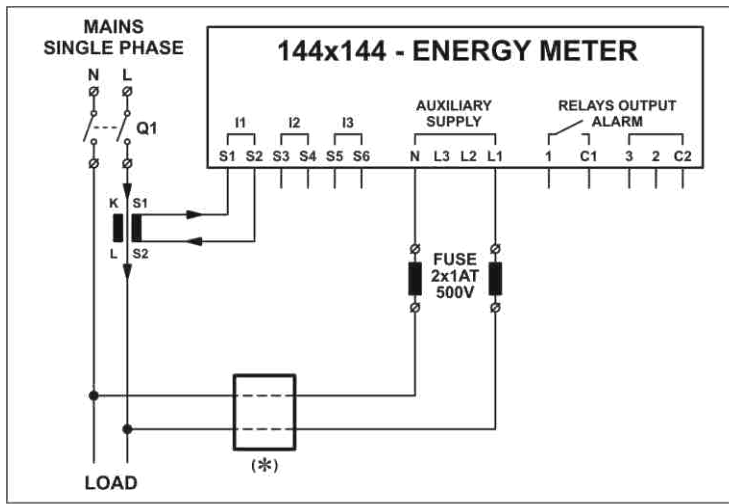 MAINS
SINGLE PHASE
N L
Q1
144x144 - ENERGY METER
I1 I2 I3
AUXILIARY
SUPPLY
RELAYS OUTPUT
ALARM
S1 S2 S3 S4 S5 S6 N L3 L2 L1 1 C1 3 2 C2
K S1
L S2
FUSE
2x1AT
500V
(*)
LOAD